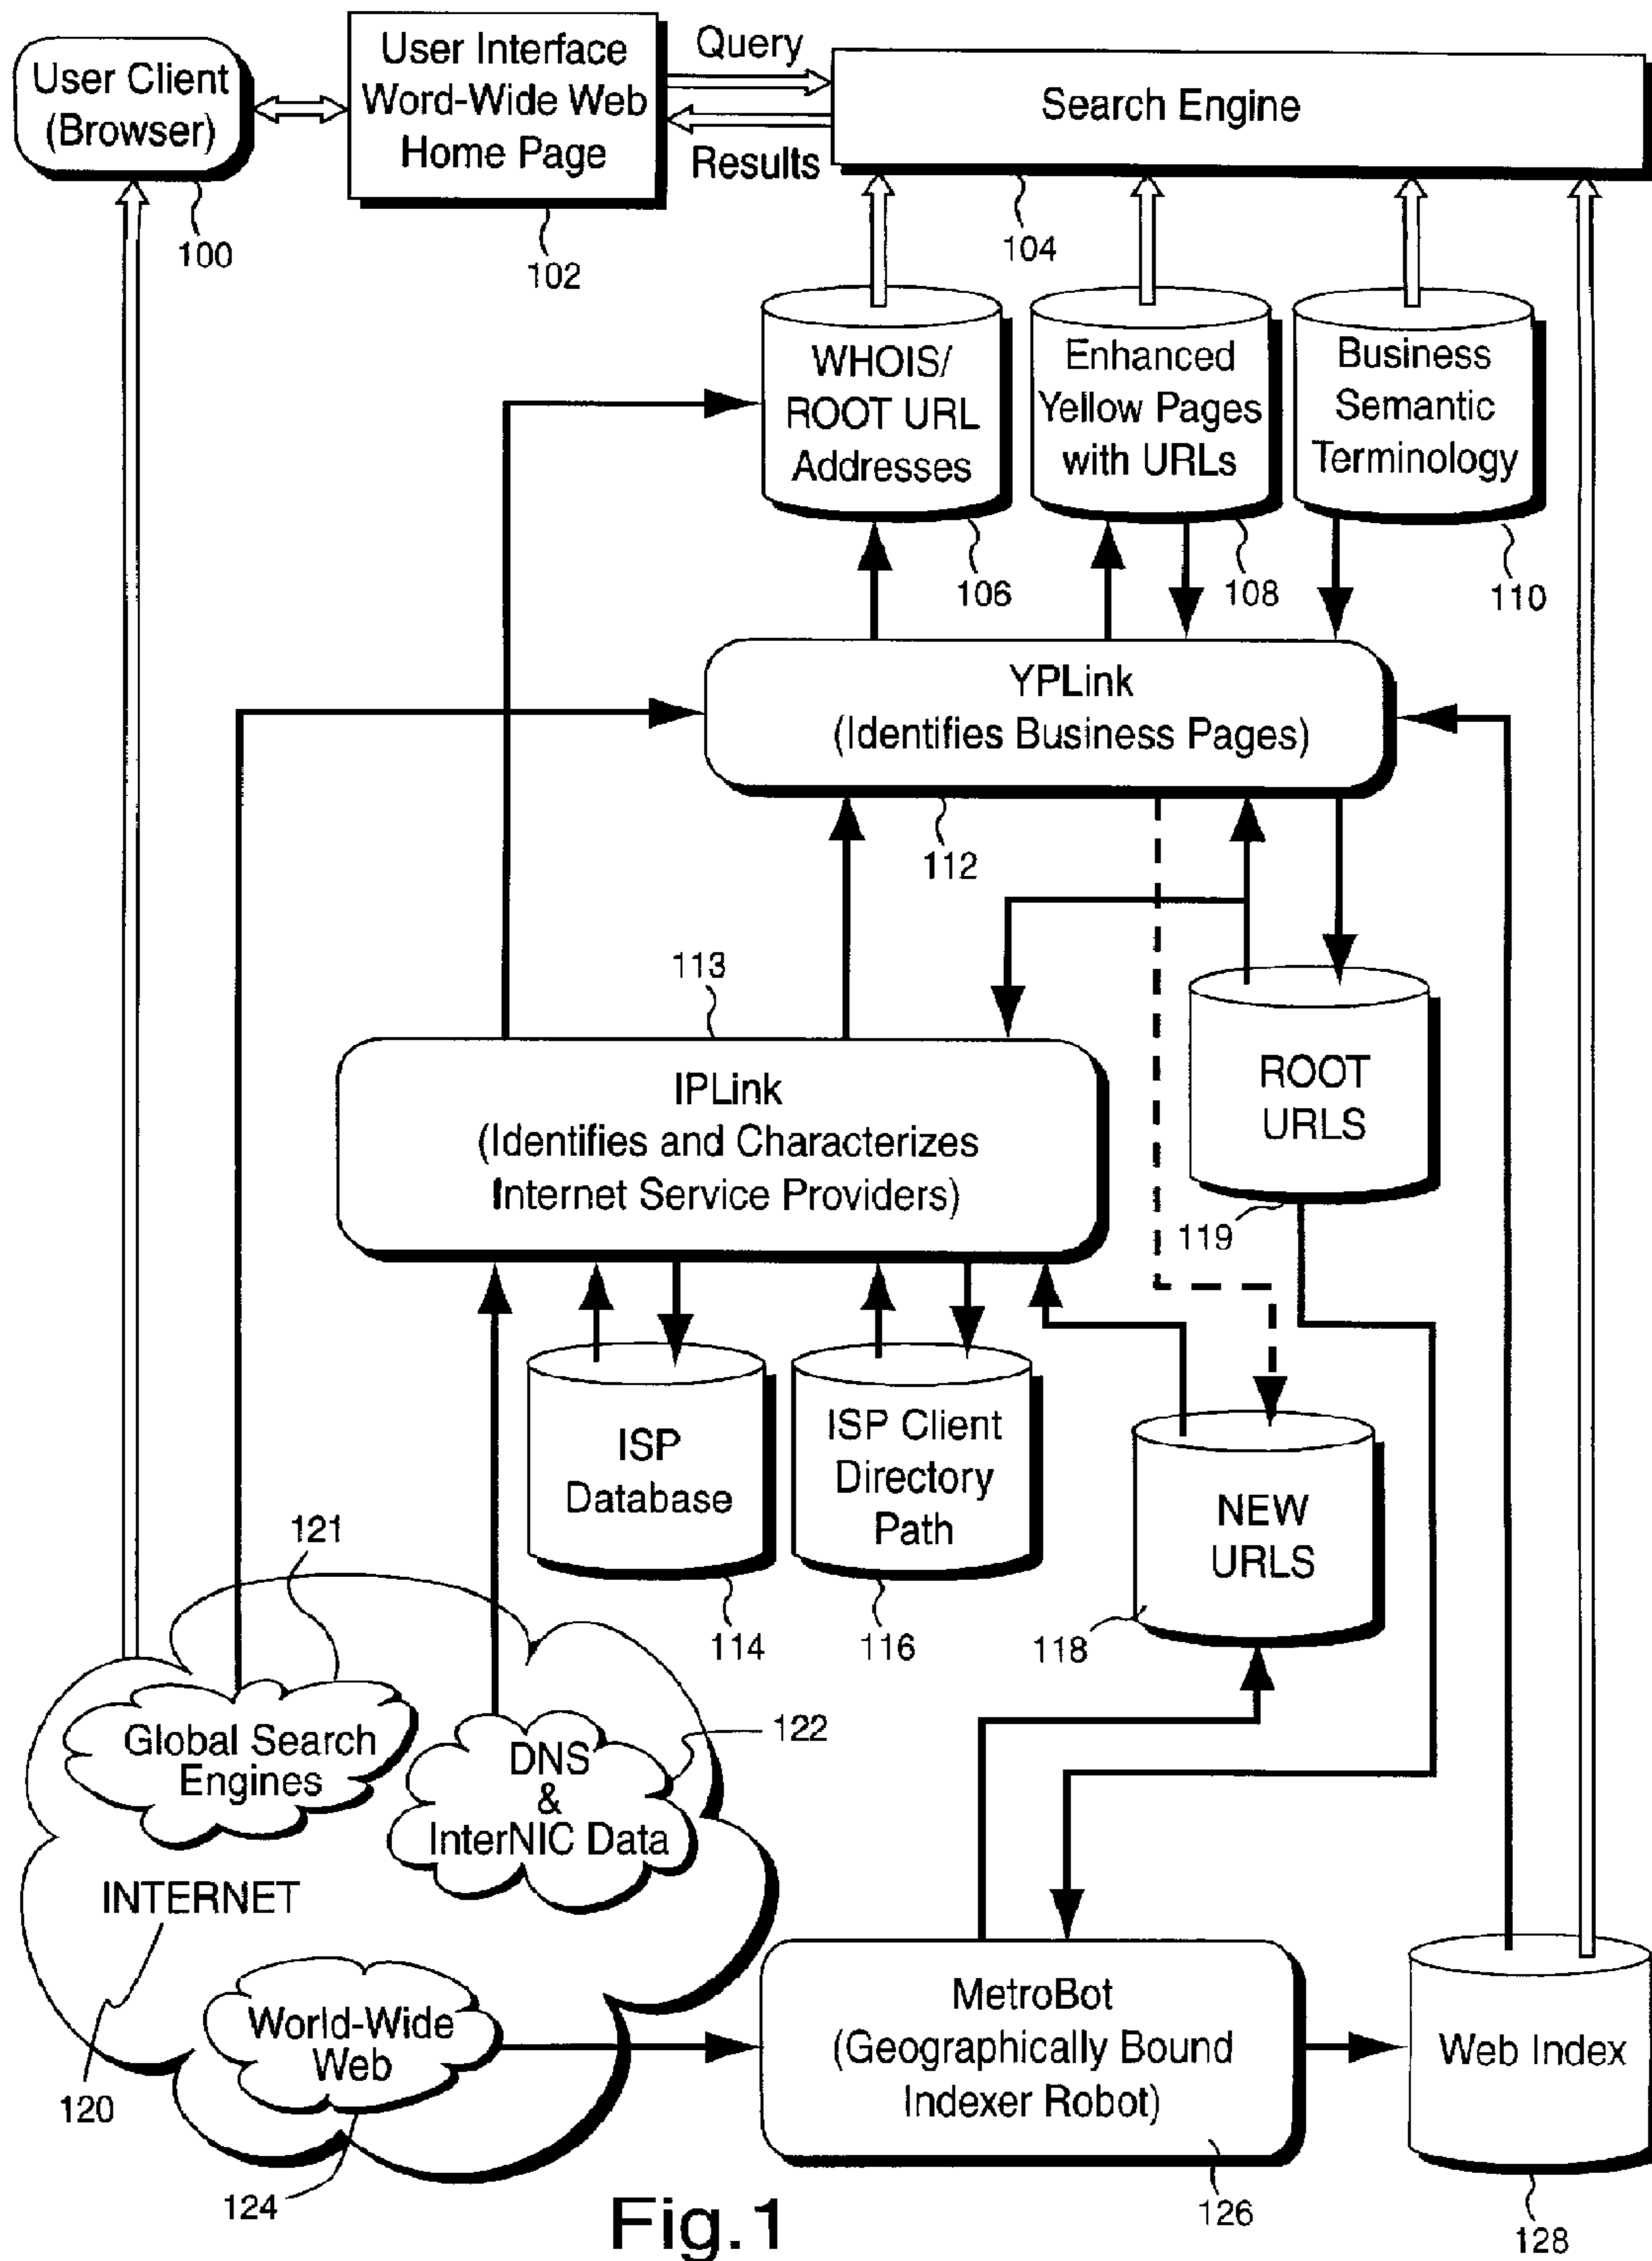 User Client
(Browser)
User Interface
Word-Wide Web
Home Page
Query
Results
Search Engine
100
102
104
WHOIS/
ROOT URL
Addresses
Enhanced
Yellow Pages
with URLs
Business
Semantic
Terminology
106
108
110
YPLink
(Identifies Business Pages)
112
113
IPLink
(Identifies and Characterizes
Internet Service Providers)
ROOT
URLS
119
ISP
Database
ISP Client
Directory
Path
NEW
URLS
121
114
116
118
Global Search
Engines
DNS
&
InterNIC Data
122
INTERNET
World-Wide
Web
MetroBot
(Geographically Bound
Indexer Robot)
Web Index
120
124
126
128
Fig.1